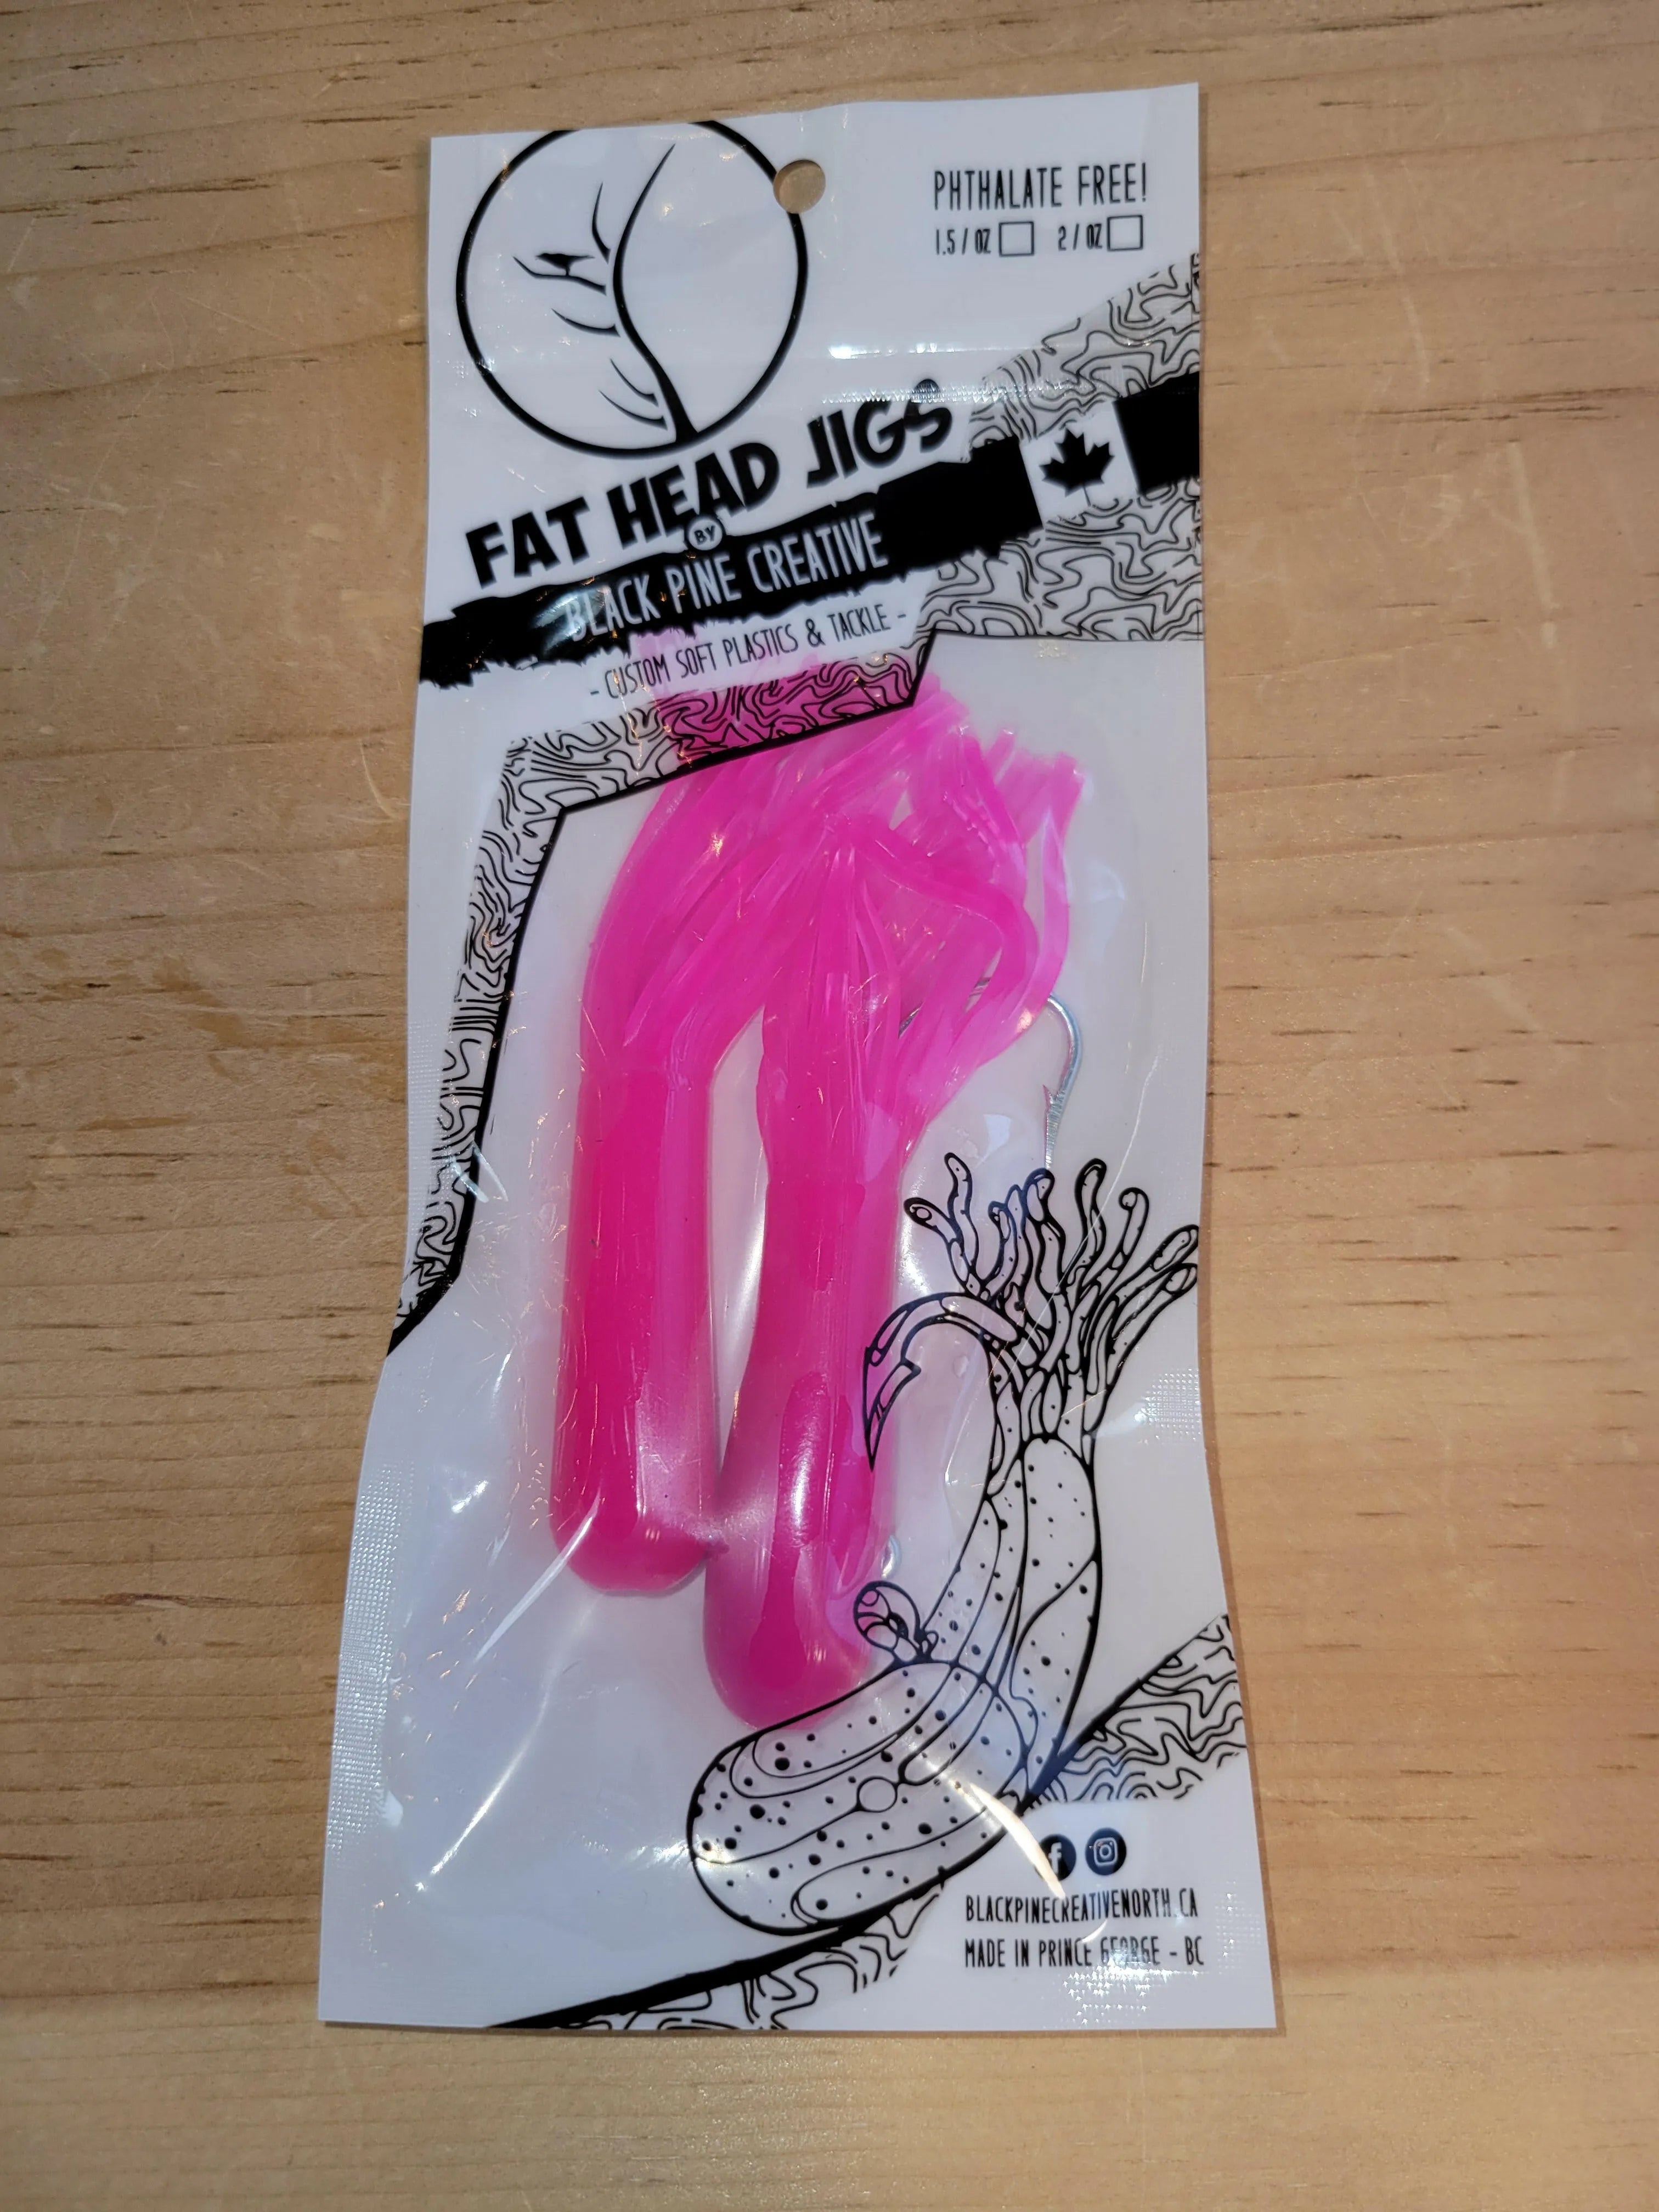 PHTHALATE FREE!
1.5 / OZ 2 / OZ
FAT HEAD JIGS
BY
BLACK PINE CREATIVE
- CUSTOM SOFT PLASTICS & TACKLE -
f
BLACKPINECREATIVENORTH.CA
MADE IN PRINCE GEORGE - BC